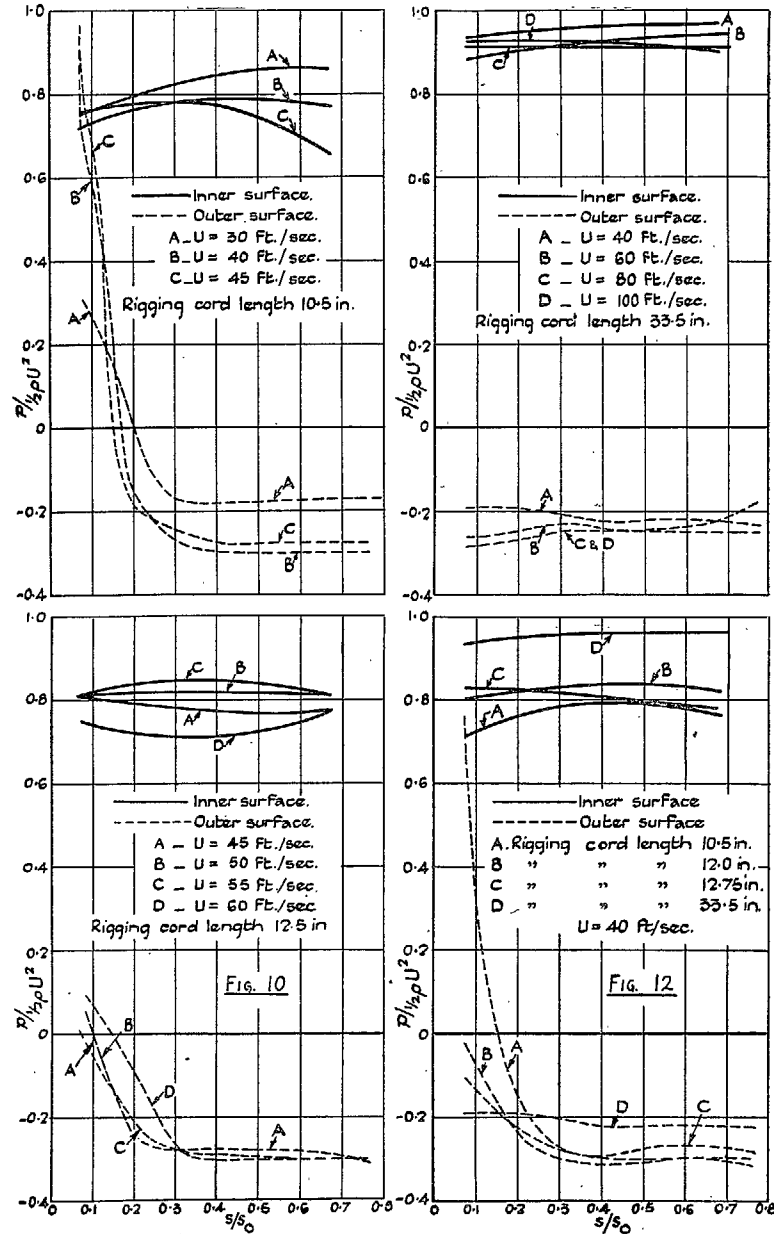 1.0
0.8
0.6
0.4
0.2
0
-0.2
-0.4
p/½ρU²
A
B
C
C
B
Inner surface.
Outer surface.
A _ U = 30 Ft./sec.
B _ U = 40 Ft./sec.
C _ U = 45 Ft./sec.
Rigging cord length 10.5 in.
A
A
C
B
1.0
0.8
0.6
0.4
0.2
0
-0.2
-0.4
p/½ρU²
D
A
B
C
Inner surface.
Outer surface.
A _ U = 40 Ft./sec.
B _ U = 60 Ft./sec.
C _ U = 80 Ft./sec.
D _ U = 100 Ft./sec.
Rigging cord length 33.5 in.
A
B
C & D
1.0
0.8
0.6
0.4
0.2
0
-0.2
-0.4
p/½ρU²
C
B
A
D
Inner surface.
Outer surface.
A _ U = 45 Ft./sec.
B _ U = 50 Ft./sec.
C _ U = 55 Ft./sec.
D _ U = 60 Ft/sec
Rigging cord length 12.5 in
FIG. 10
A
B
D
C
A
0 0.1 0.2 0.3 0.4 0.5 0.6 0.7 0.8
s/s₀
1.0
0.8
0.6
0.4
0.2
0
-0.2
-0.4
p/½ρU²
D
C
B
A
Inner surface
Outer surface
A. Rigging cord length 10.5 in.
B " " " 12.0 in.
C " " " 12.75 in.
D " " " 33.5 in.
U = 40 ft/sec.
FIG. 12
B
A
D
C
0 0.1 0.2 0.3 0.4 0.5 0.6 0.7 0.8
s/s₀